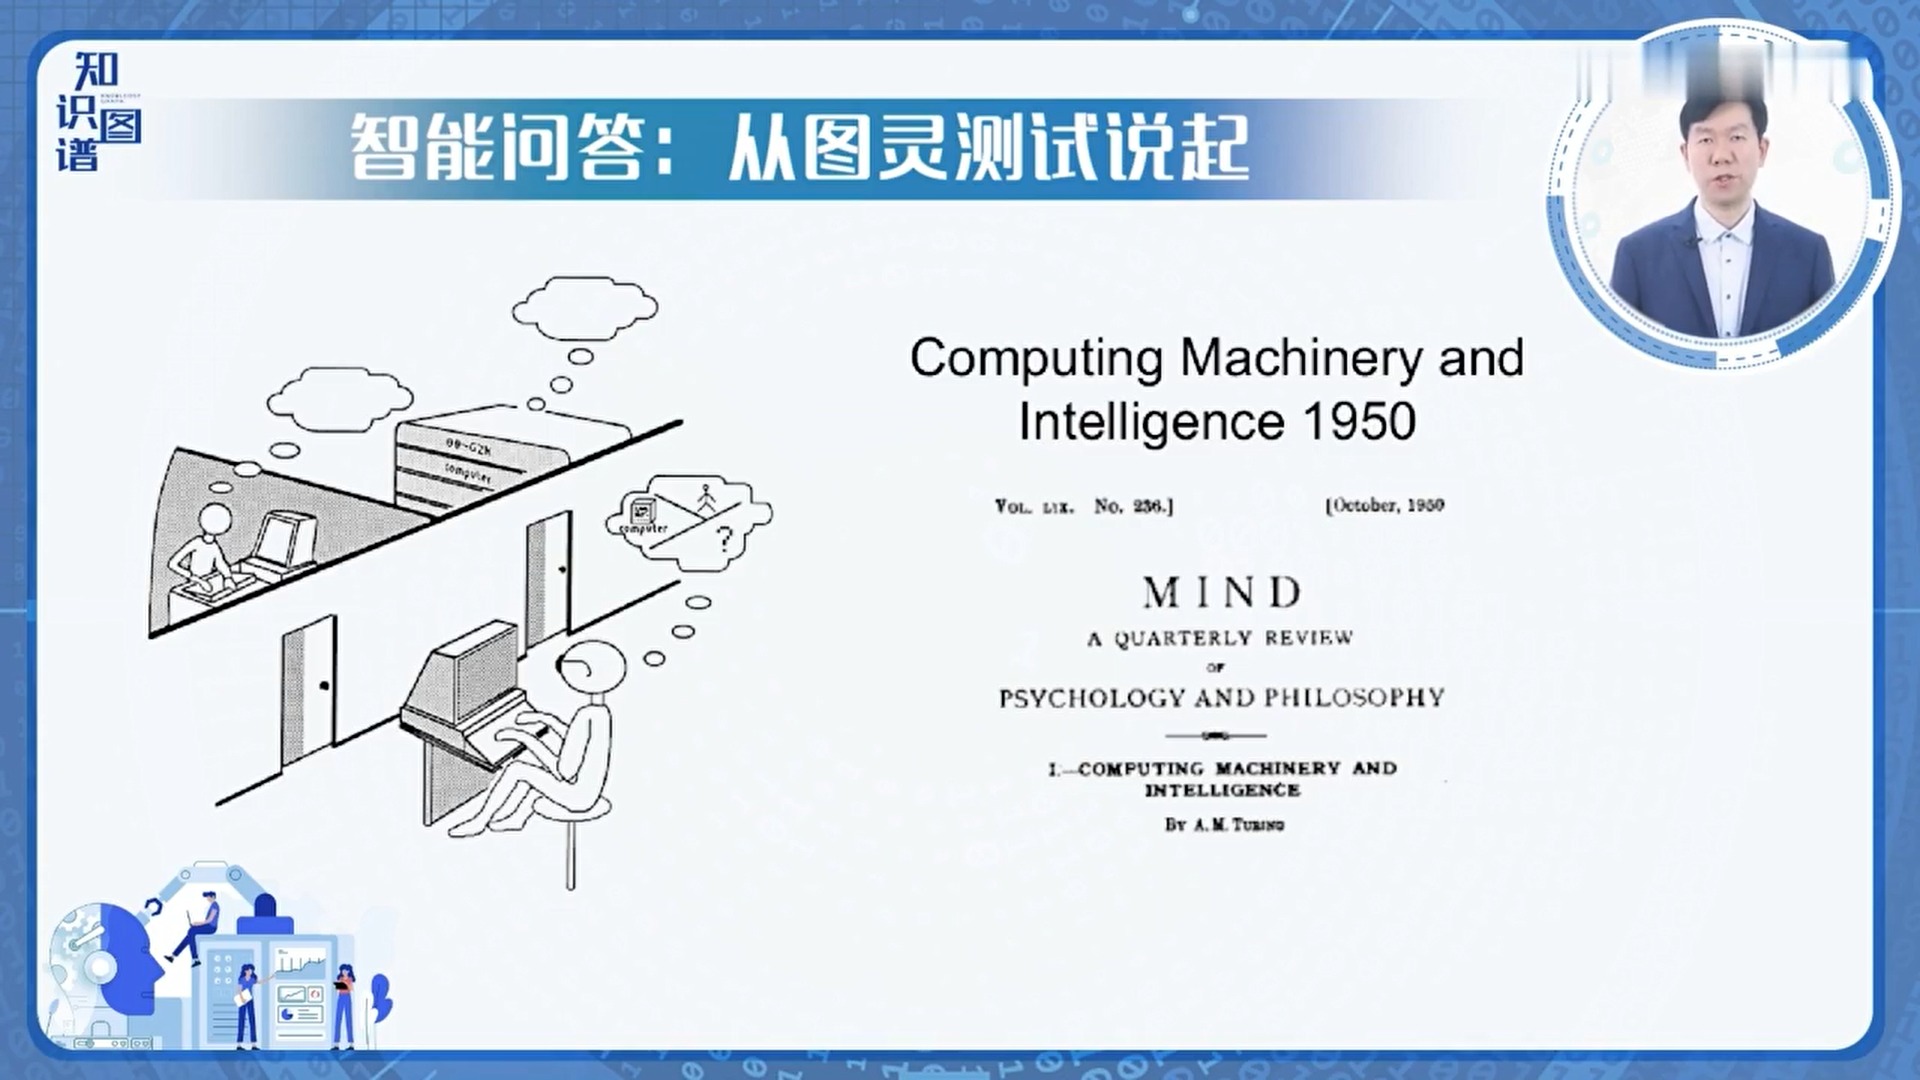 知识图谱
KNOWLEDGE
GRAPH
智能问答：从图灵测试说起
Computing Machinery and
Intelligence 1950
VOL. LIX. No. 236.] [October, 1950
MIND
A QUARTERLY REVIEW
OF
PSYCHOLOGY AND PHILOSOPHY
I.—COMPUTING MACHINERY AND
INTELLIGENCE
BY A. M. TURING
computer
computer
?